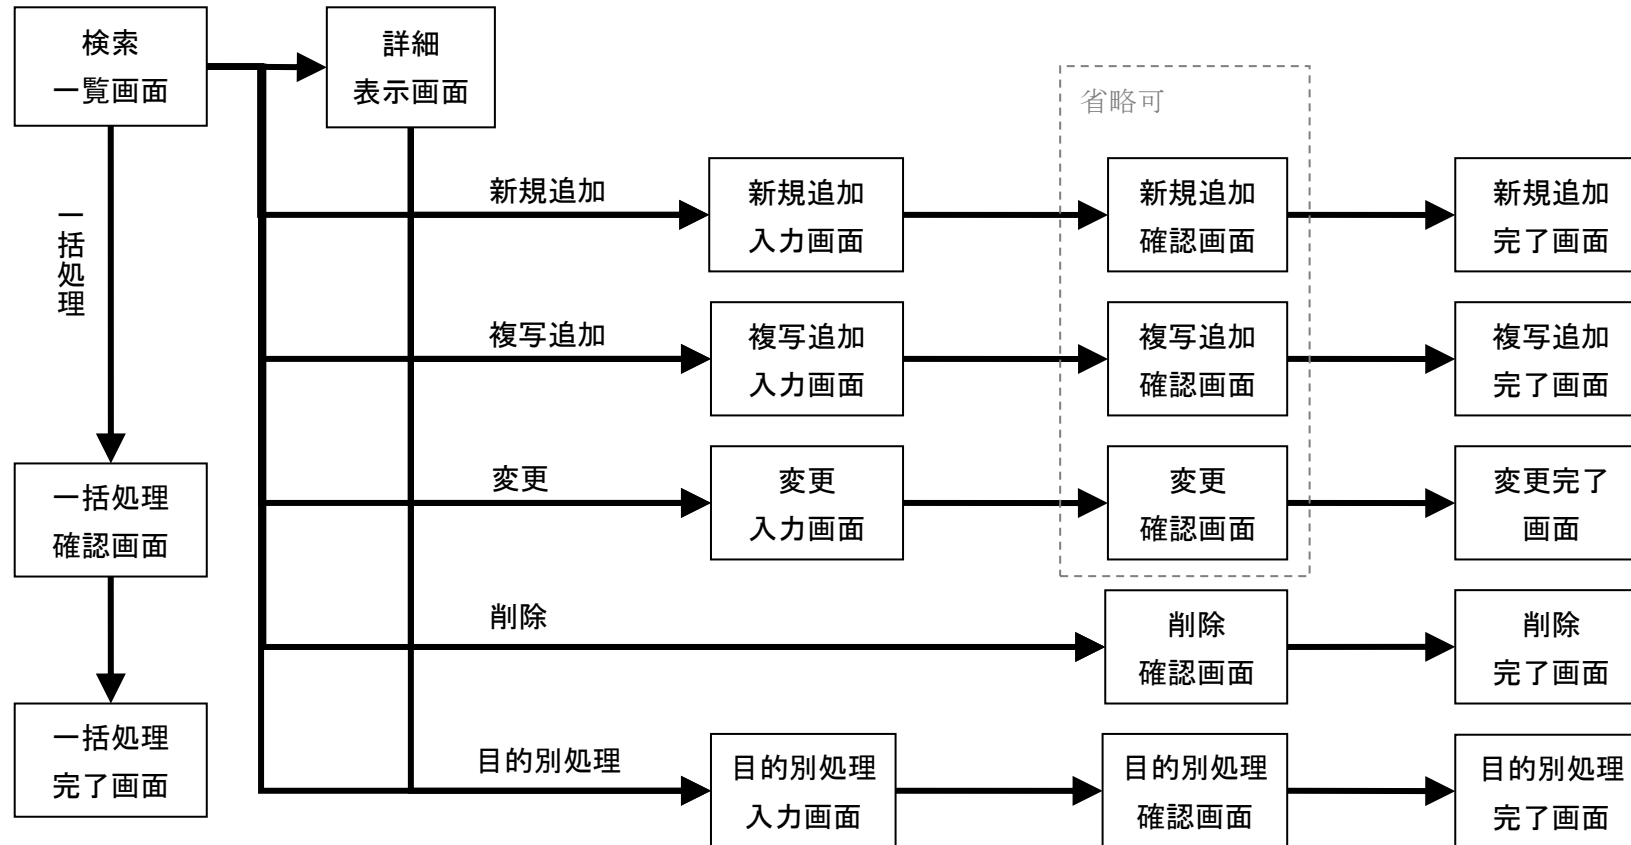 検索
一覧画面
詳細
表示画面
省略可
新規追加
新規追加
入力画面
新規追加
確認画面
新規追加
完了画面
一括処理
複写追加
複写追加
入力画面
複写追加
確認画面
複写追加
完了画面
変更
変更
入力画面
変更
確認画面
変更完了
画面
一括処理
確認画面
削除
削除
確認画面
削除
完了画面
一括処理
完了画面
目的別処理
目的別処理
入力画面
目的別処理
確認画面
目的別処理
完了画面